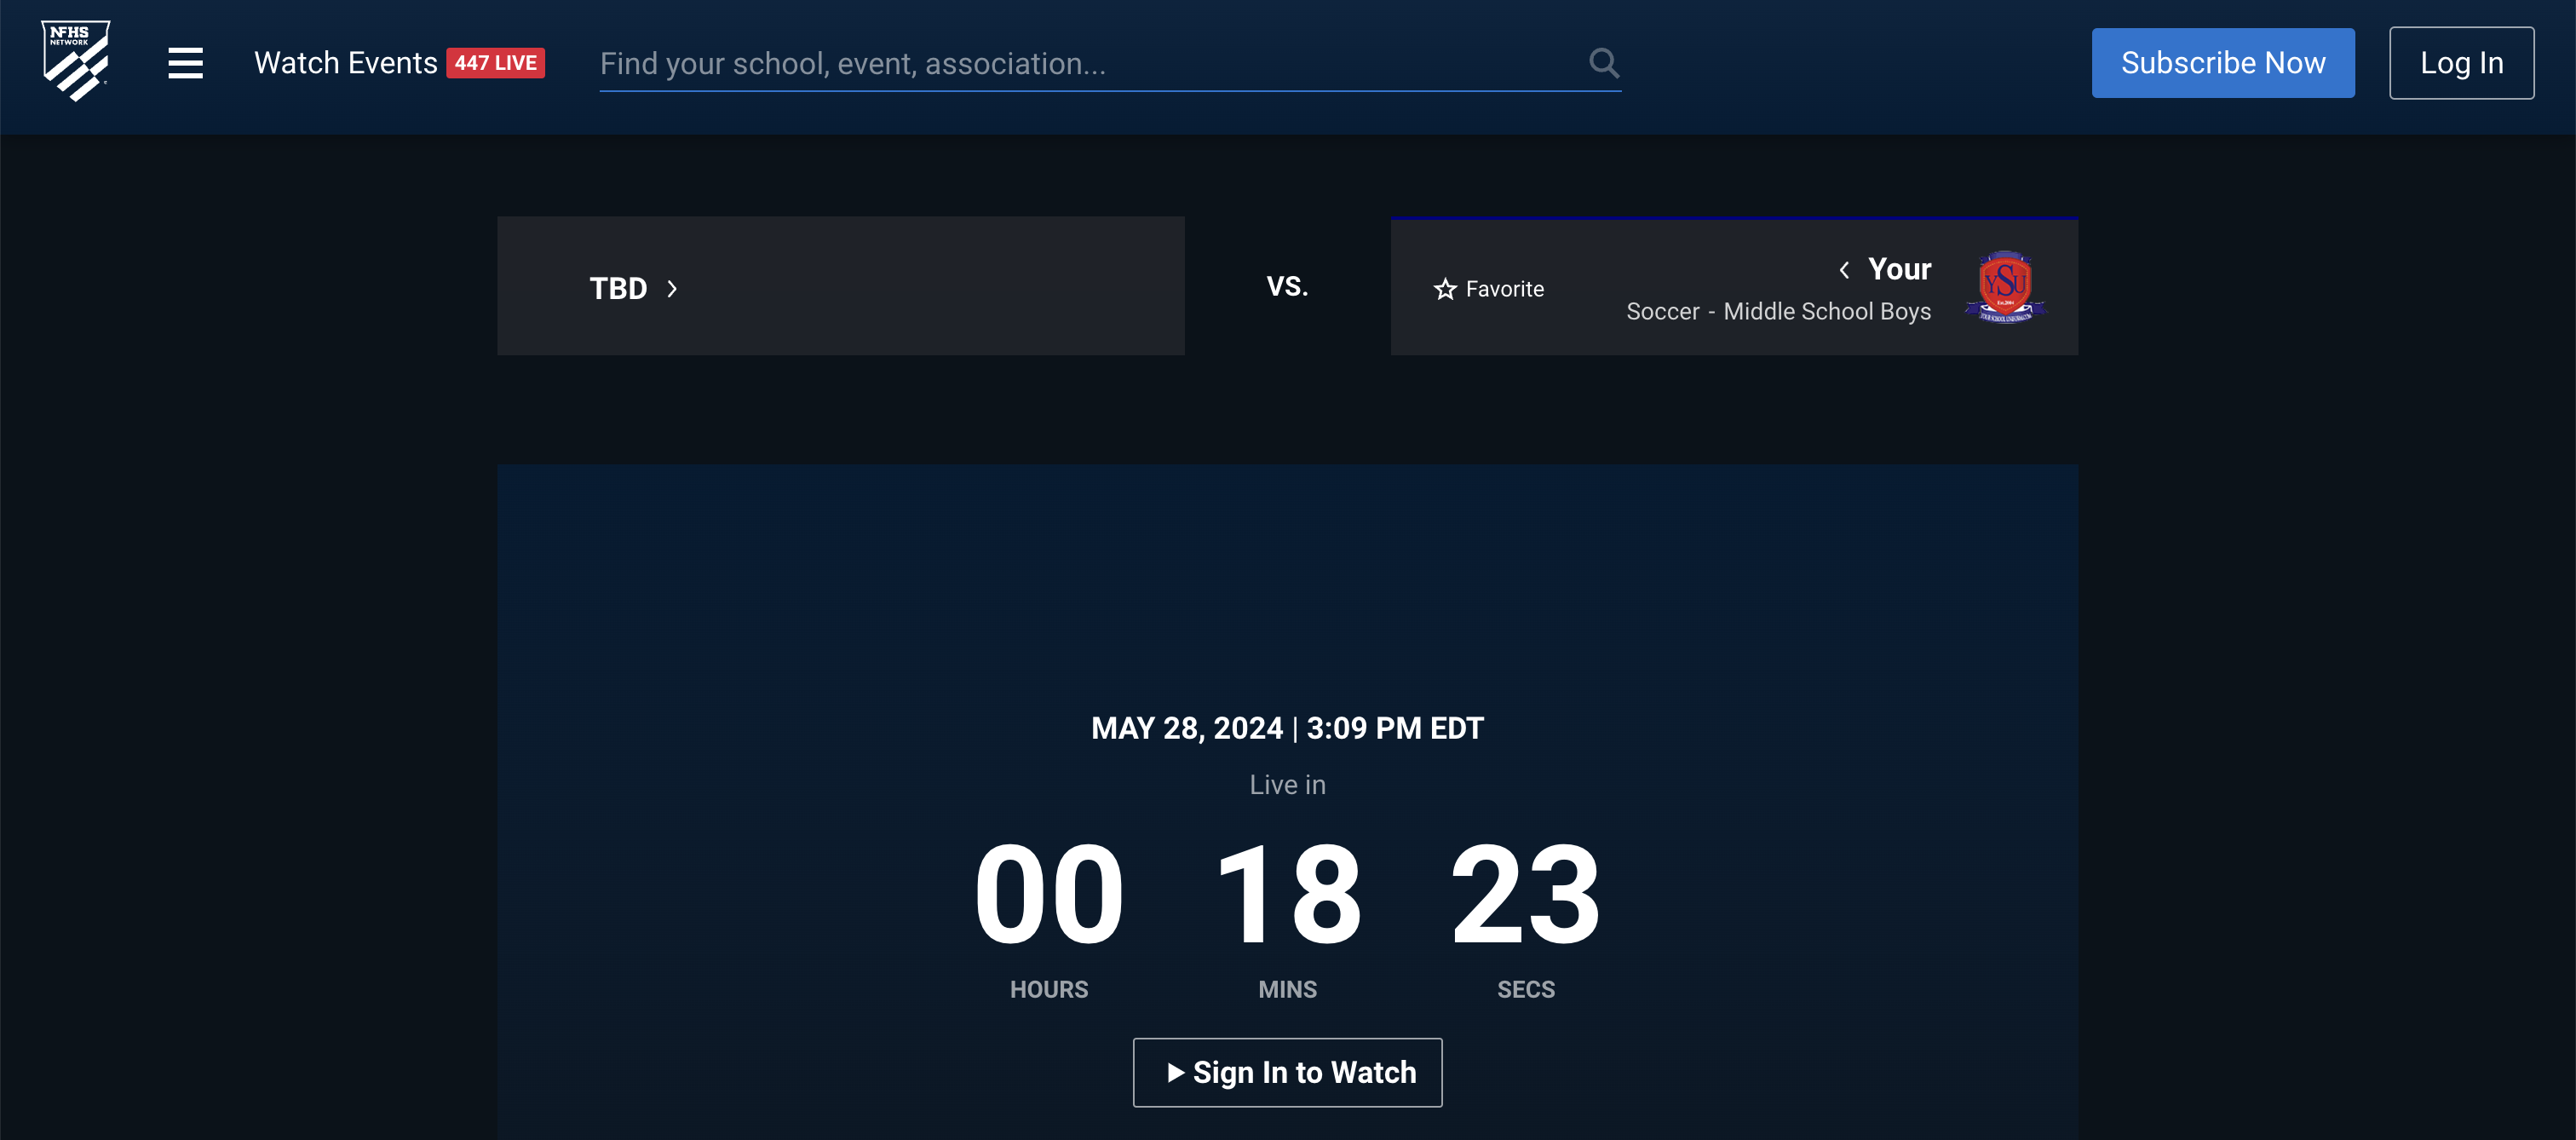 NFHS
NETWORK
Watch Events 447 LIVE
Find your school, event, association...
Subscribe Now
Log In
TBD >
VS.
Favorite
< Your
Soccer - Middle School Boys
YSU
MAY 28, 2024 | 3:09 PM EDT
Live in
00 18 23
HOURS MINS SECS
Sign In to Watch